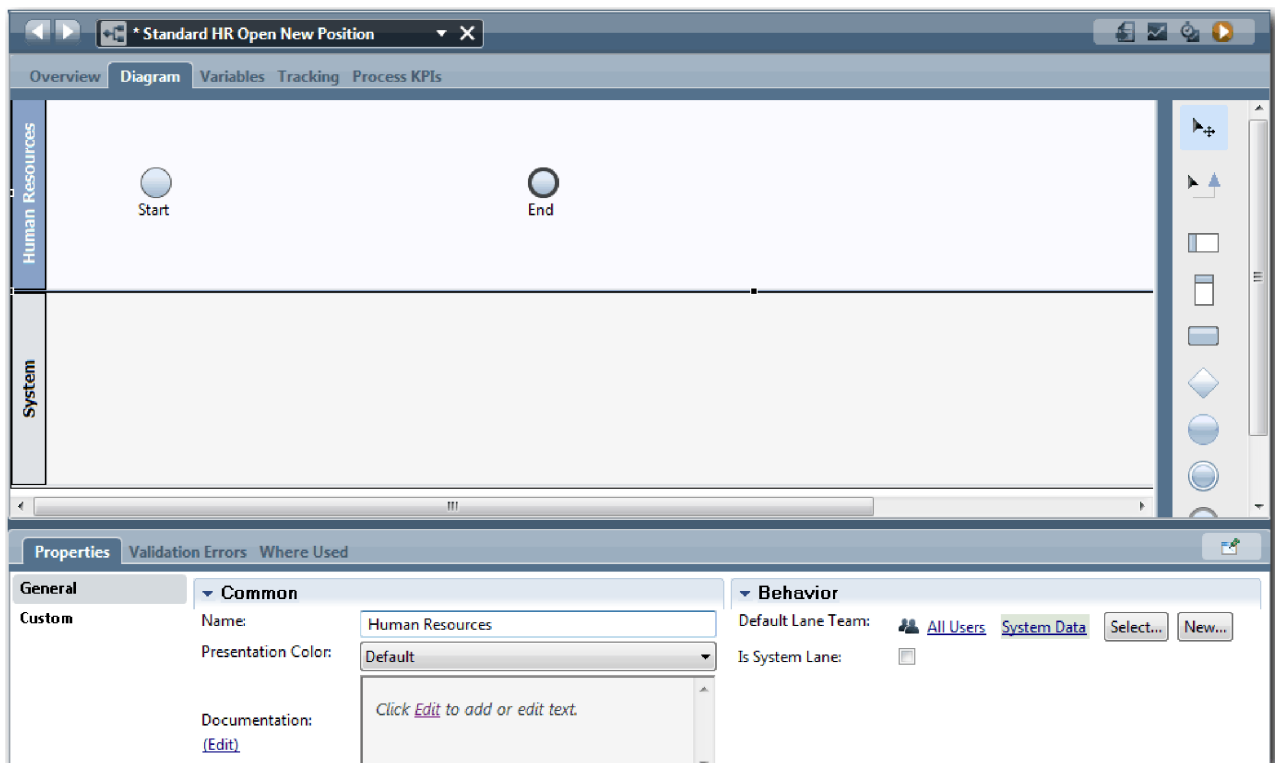 * Standard HR Open New Position
Overview Diagram Variables Tracking Process KPIs
Human Resources
Start End
System
Properties Validation Errors Where Used
General
Custom
Common
Name: Human Resources
Presentation Color: Default
Documentation:
(Edit)
Click Edit to add or edit text.
Behavior
Default Lane Team: All Users System Data Select... New...
Is System Lane: